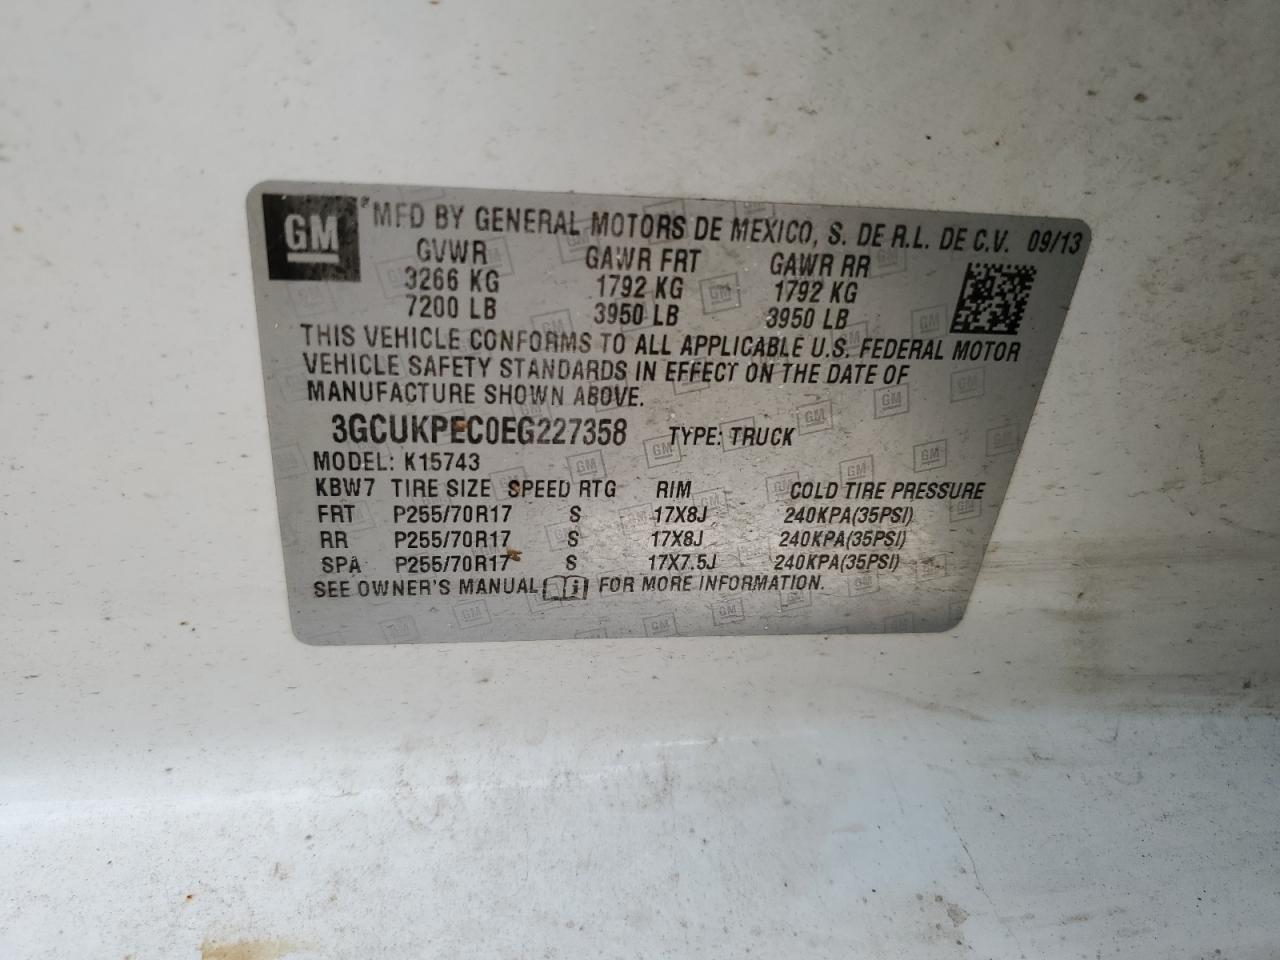 GM
MFD BY GENERAL MOTORS DE MEXICO, S. DE R.L. DE C.V. 09/13
GVWR GAWR FRT GAWR RR
3266 KG 1792 KG 1792 KG
7200 LB 3950 LB 3950 LB
THIS VEHICLE CONFORMS TO ALL APPLICABLE U.S. FEDERAL MOTOR
VEHICLE SAFETY STANDARDS IN EFFECT ON THE DATE OF
MANUFACTURE SHOWN ABOVE.
3GCUKPEC0EG227358 TYPE: TRUCK
MODEL: K15743
KBW7 TIRE SIZE SPEED RTG RIM COLD TIRE PRESSURE
FRT P255/70R17 S 17X8J 240KPA(35PSI)
RR P255/70R17 S 17X8J 240KPA(35PSI)
SPA P255/70R17 S 17X7.5J 240KPA(35PSI)
SEE OWNER'S MANUAL FOR MORE INFORMATION.